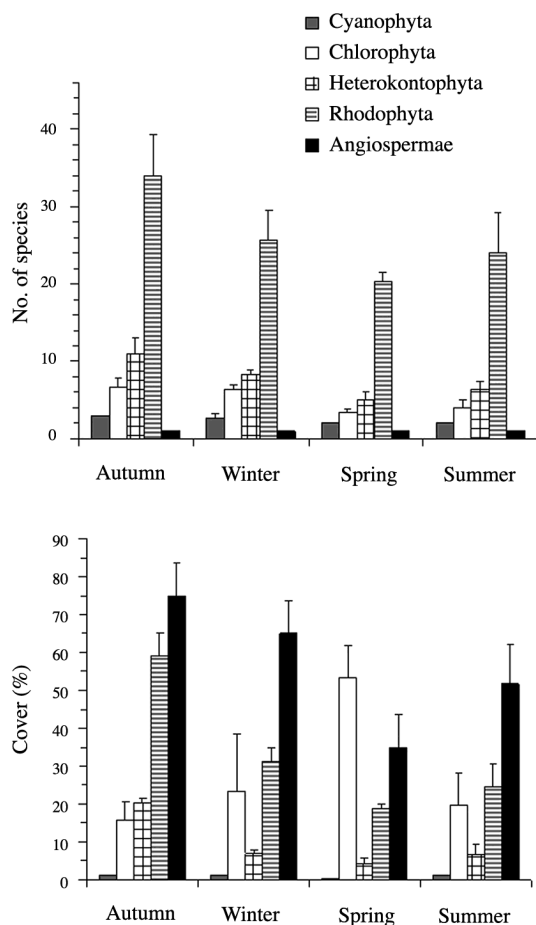 Cyanophyta
Chlorophyta
Heterokontophyta
Rhodophyta
Angiospermae
No. of species
40
30
20
10
0
Autumn Winter Spring Summer
Cover (%)
90
80
70
60
50
40
30
20
10
0
Autumn Winter Spring Summer